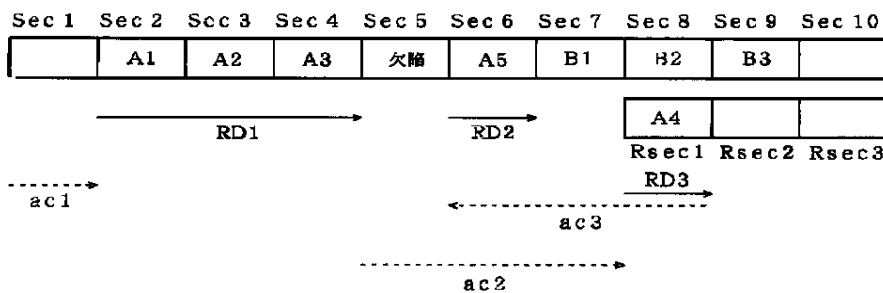 Sec 1 Sec 2 Scc 3 Sec 4 Sec 5 Sec 6 Sec 7 Sec 8 Sec 9 Sec 10
A1 A2 A3 欠陥 A5 B1 B2 B3
A4
RD1 RD2
Rsec1 Rsec2 Rsec3
RD3
ac1
ac3
ac2